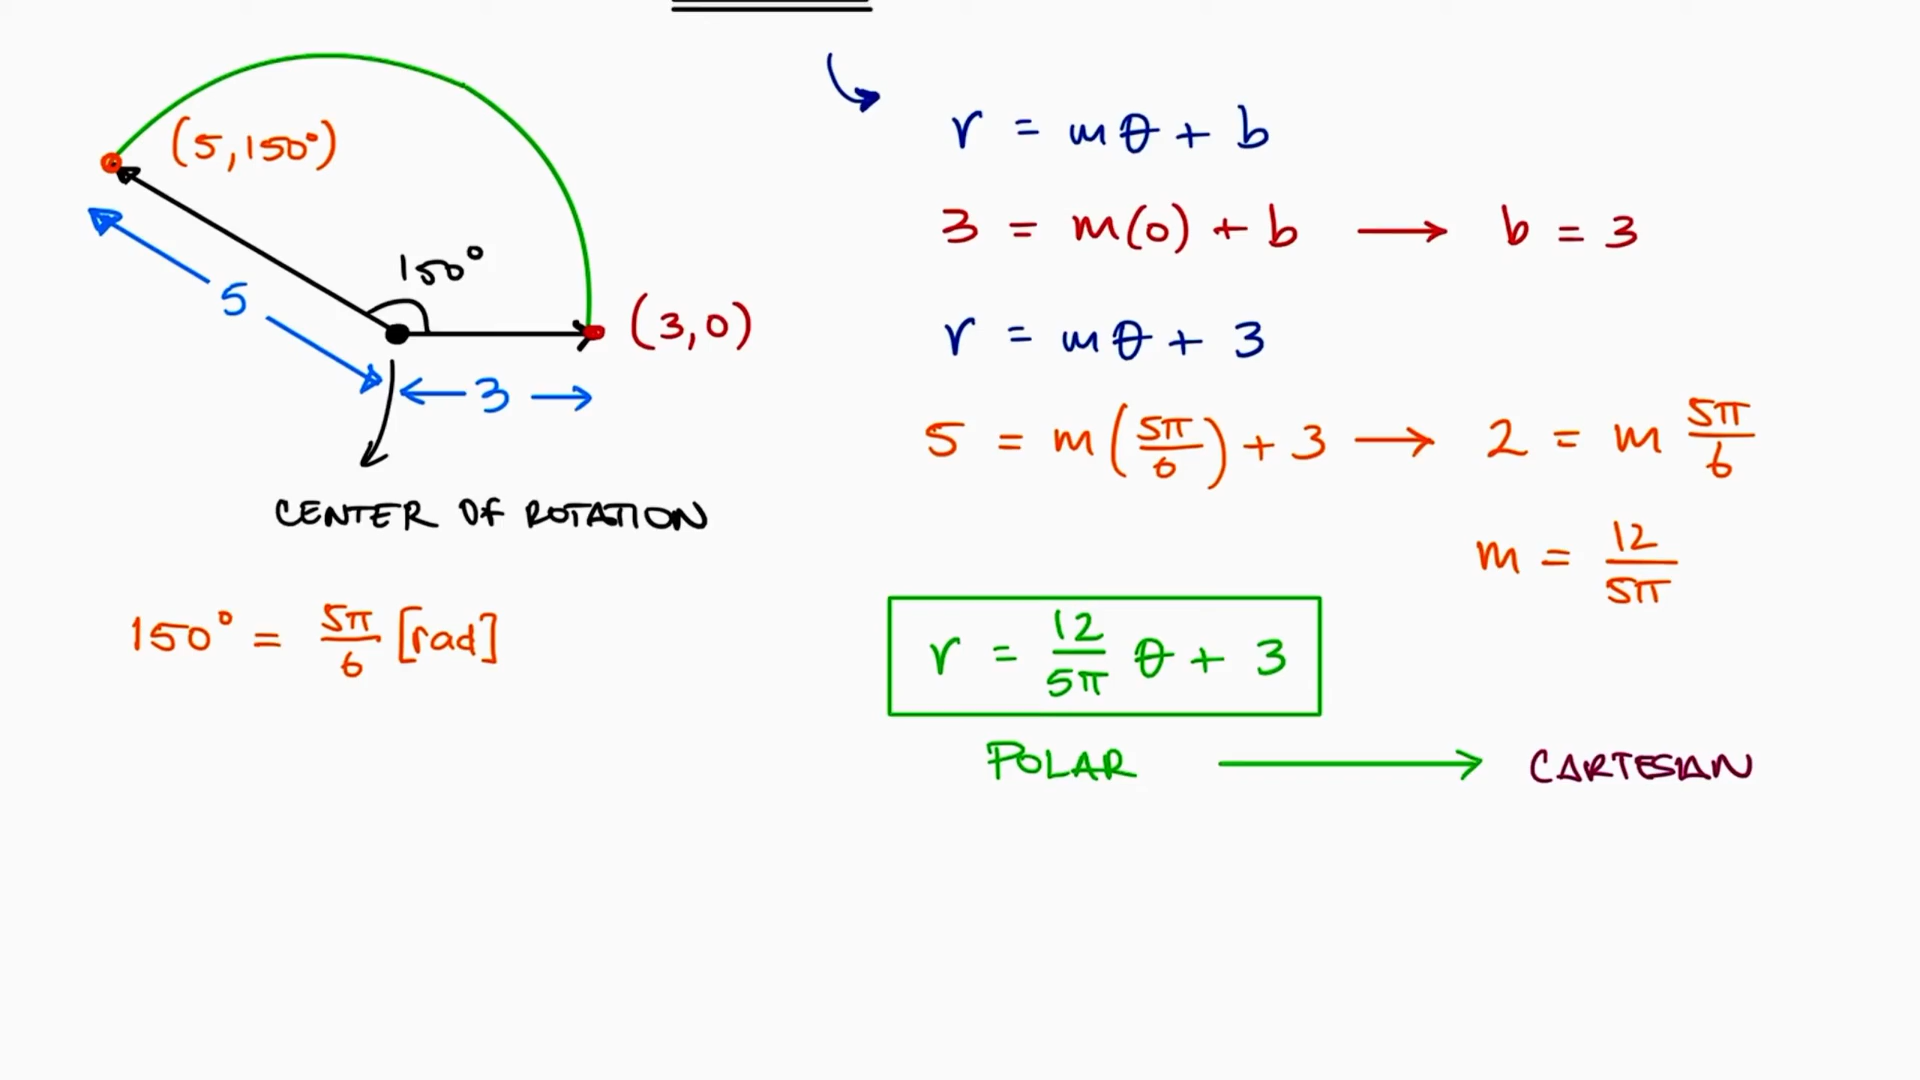 (5,150°)
150°
5
(3,0)
3
CENTER OF ROTATION
150° = 5π/6 [rad]
r = mθ + b
3 = m(0) + b → b = 3
r = mθ + 3
5 = m(5π/6) + 3 → 2 = m 5π/6
m = 12/5π
r = 12/5π θ + 3
POLAR → CARTESIAN